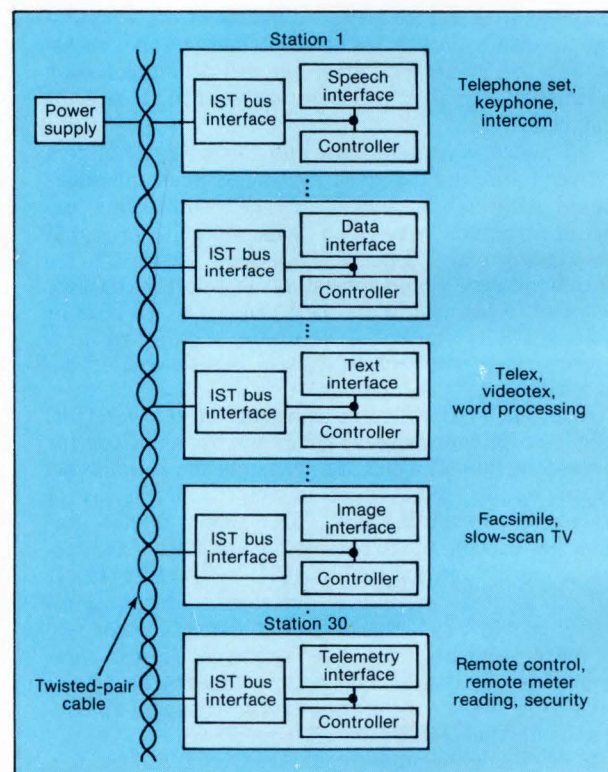 Station 1
Power
supply
IST bus
interface
Speech
interface
Controller
Telephone set,
keyphone,
intercom
IST bus
interface
Data
interface
Controller
IST bus
interface
Text
interface
Controller
Telex,
videotex,
word processing
IST bus
interface
Image
interface
Controller
Facsimile,
slow-scan TV
Station 30
Twisted-pair
cable
IST bus
interface
Telemetry
interface
Controller
Remote control,
remote meter
reading, security